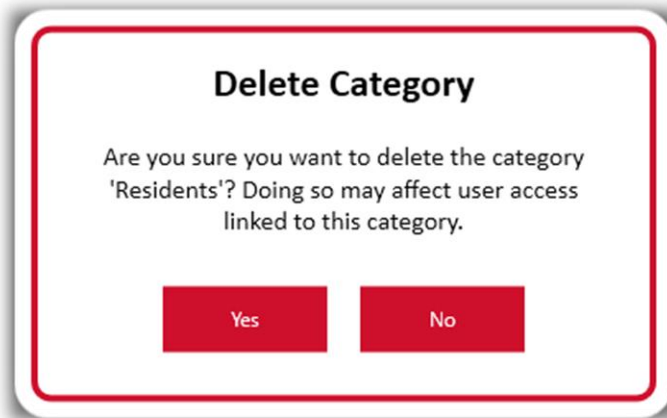 Delete Category
Are you sure you want to delete the category
'Residents'? Doing so may affect user access
linked to this category.
Yes
No